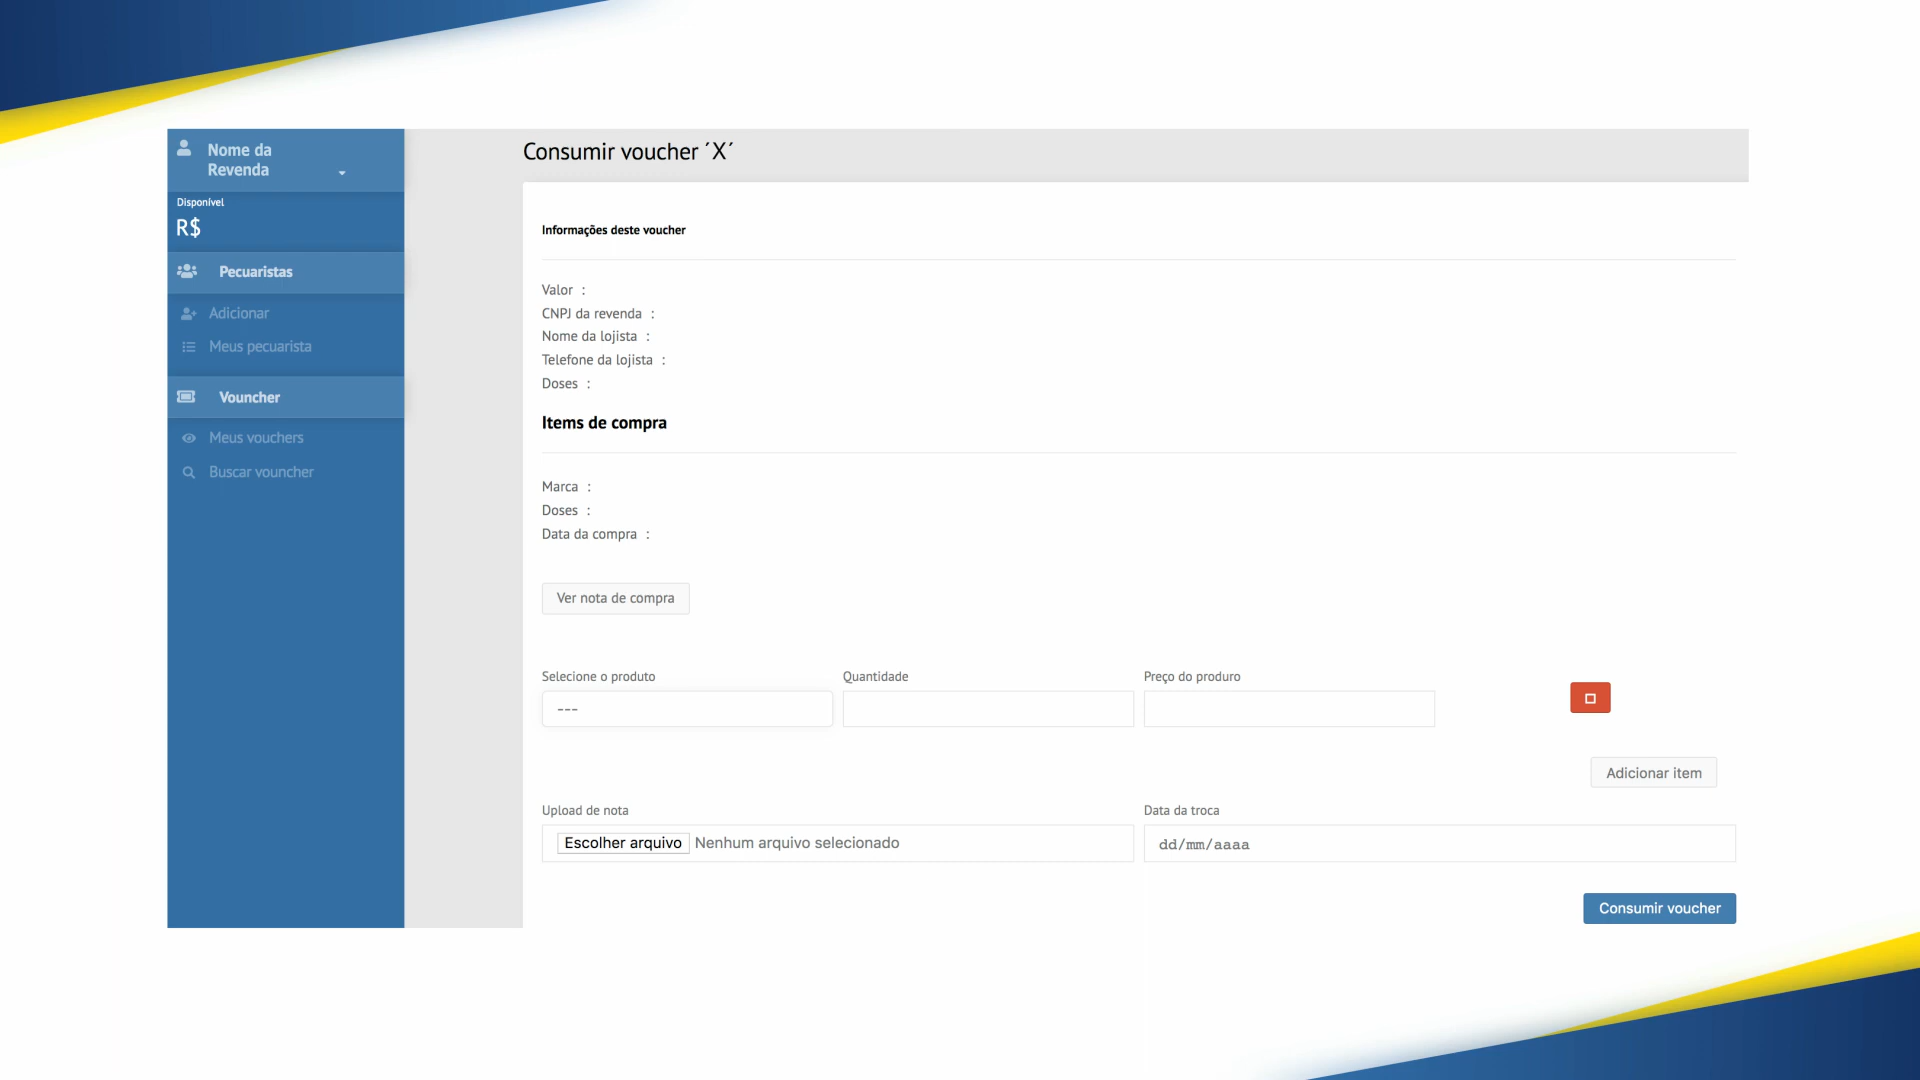 Nome da
Revenda
Disponível
R$
Pecuaristas
Adicionar
Meus pecuarista
Vouncher
Meus vouchers
Buscar vouncher
Consumir voucher ´X´
Informações deste voucher
Valor :
CNPJ da revenda :
Nome da lojista :
Telefone da lojista :
Doses :
Items de compra
Marca :
Doses :
Data da compra :
Ver nota de compra
Selecione o produto Quantidade Preço do produro
---
Adicionar item
Upload de nota Data da troca
Escolher arquivo Nenhum arquivo selecionado dd/mm/aaaa
Consumir voucher